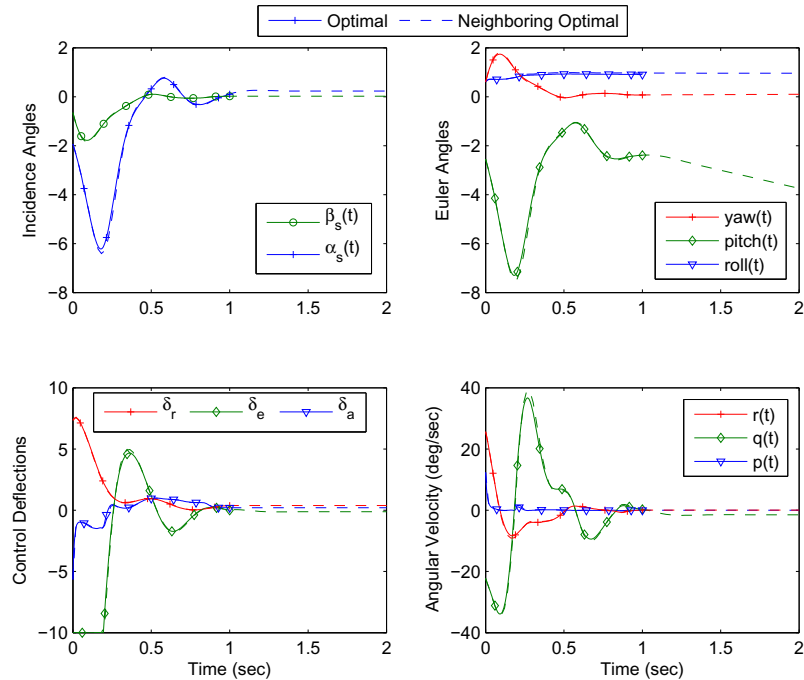 Optimal
Neighboring Optimal
2
0
−2
−4
−6
−8
0
0.5
1
1.5
2
Incidence Angles
β_s(t)
α_s(t)
2
0
−2
−4
−6
−8
0
0.5
1
1.5
2
Euler Angles
yaw(t)
pitch(t)
roll(t)
10
5
0
−5
−10
0
0.5
1
1.5
2
Control Deflections
Time (sec)
δ_r
δ_e
δ_a
40
20
0
−20
−40
0
0.5
1
1.5
2
Angular Velocity (deg/sec)
Time (sec)
r(t)
q(t)
p(t)